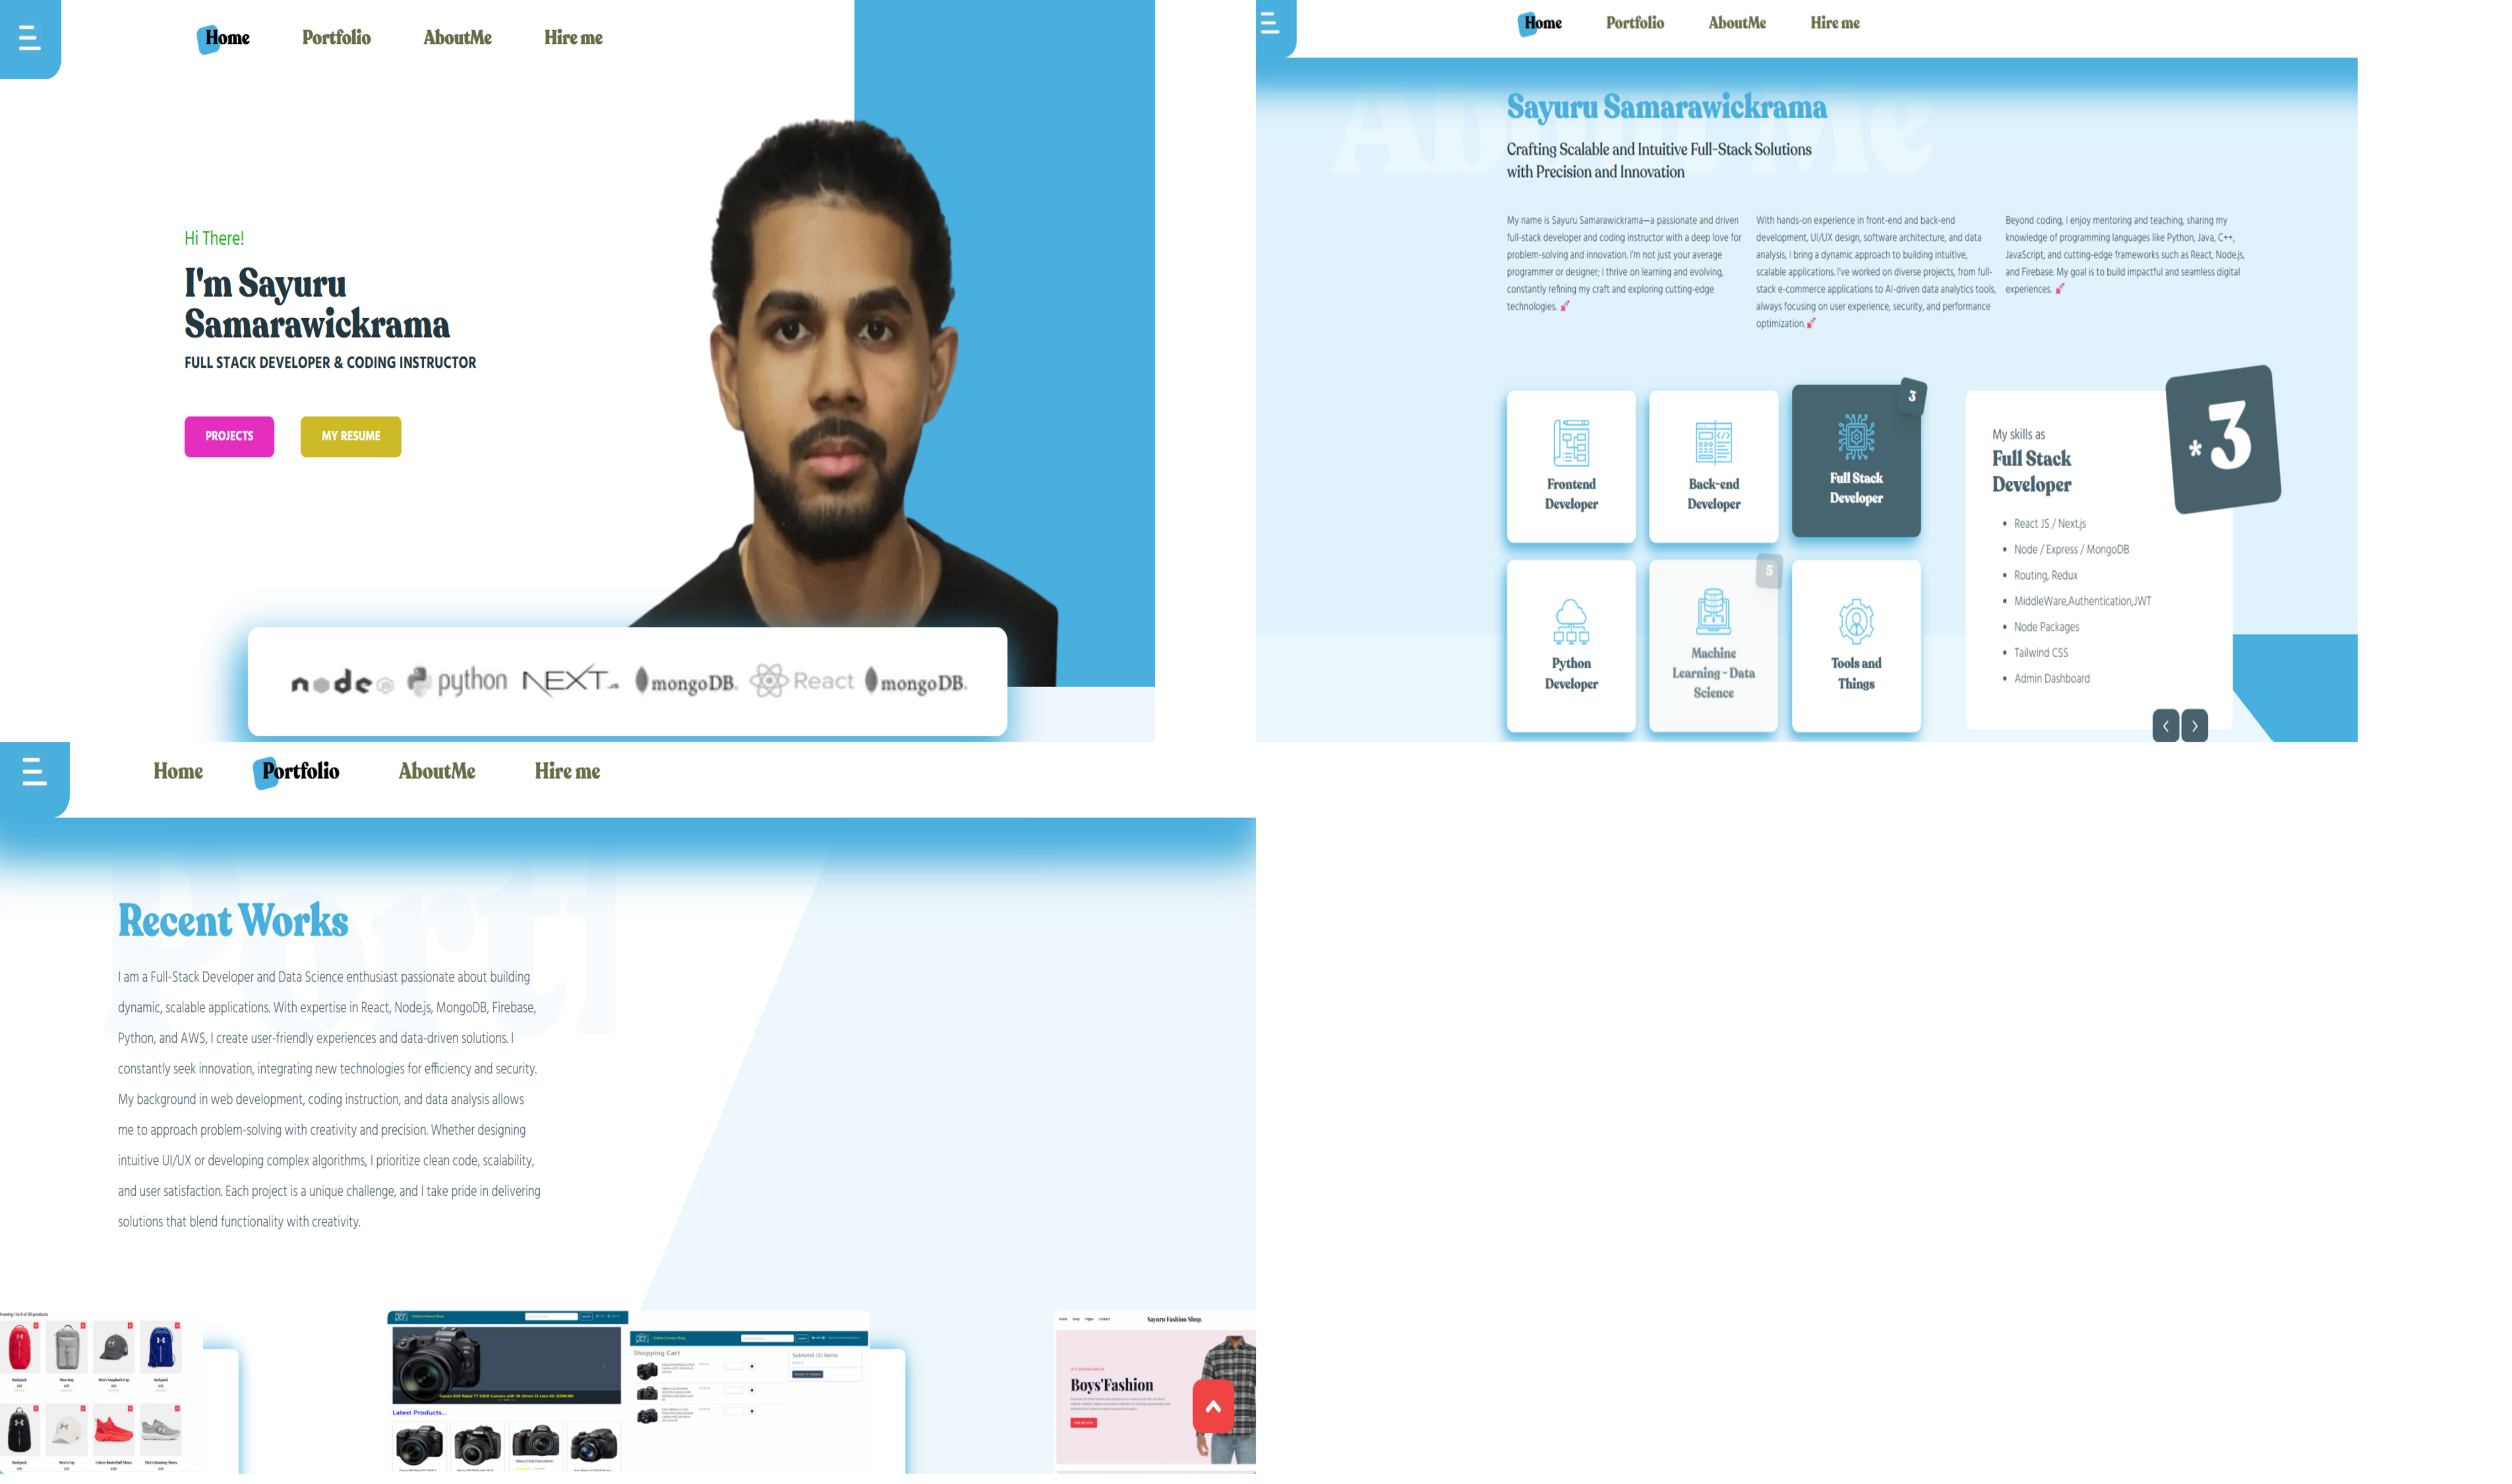 Home Portfolio AboutMe Hire me
Hi There!
I'm Sayuru
Samarawickrama
FULL STACK DEVELOPER & CODING INSTRUCTOR
PROJECTS MY RESUME
node JS python NEXT.JS mongoDB. React mongoDB.
Home Portfolio AboutMe Hire me
About Me
Sayuru Samarawickrama
Crafting Scalable and Intuitive Full-Stack Solutions
with Precision and Innovation
My name is Sayuru Samarawickrama—a passionate and driven
full-stack developer and coding instructor with a deep love for
problem-solving and innovation. I'm not just your average
programmer or designer; I thrive on learning and evolving,
constantly refining my craft and exploring cutting-edge
technologies. 🚀
With hands-on experience in front-end and back-end
development, UI/UX design, software architecture, and data
analysis, I bring a dynamic approach to building intuitive,
scalable applications. I've worked on diverse projects, from full-
stack e-commerce applications to AI-driven data analytics tools,
always focusing on user experience, security, and performance
optimization.🚀
Beyond coding, I enjoy mentoring and teaching, sharing my
knowledge of programming languages like Python, Java, C++,
JavaScript, and cutting-edge frameworks such as React, Node.js,
and Firebase. My goal is to build impactful and seamless digital
experiences. 🚀
Frontend
Developer
Back-end
Developer
3
Full Stack
Developer
Python
Developer
5
Machine
Learning - Data
Science
Tools and
Things
*3
My skills as
Full Stack
Developer
• React JS / Next.js
• Node / Express / MongoDB
• Routing, Redux
• MiddleWare,Authentication,JWT
• Node Packages
• Tailwind CSS
• Admin Dashboard
Home Portfolio AboutMe Hire me
Portf
Recent Works
I am a Full-Stack Developer and Data Science enthusiast passionate about building
dynamic, scalable applications. With expertise in React, Node.js, MongoDB, Firebase,
Python, and AWS, I create user-friendly experiences and data-driven solutions. I
constantly seek innovation, integrating new technologies for efficiency and security.
My background in web development, coding instruction, and data analysis allows
me to approach problem-solving with creativity and precision. Whether designing
intuitive UI/UX or developing complex algorithms, I prioritize clean code, scalability,
and user satisfaction. Each project is a unique challenge, and I take pride in delivering
solutions that blend functionality with creativity.
Online Camera Shop
Latest Products...
Online Camera Shop
Shopping Cart
Subtotal (3) Items
Home Shop Pages Contact
Sayuru Fashion Shop.
Boys'Fashion